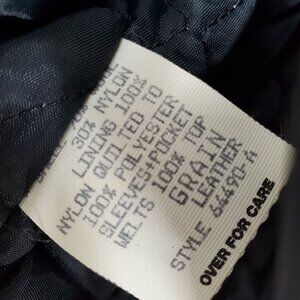 SHELL 70% WOOL
30% NYLON
LINING 100%
NYLON QUILTED TO
100% POLYESTER
SLEEVES+POCKET
WELTS 100% TOP
GRAIN
LEATHER
STYLE 64490-A
OVER FOR CARE